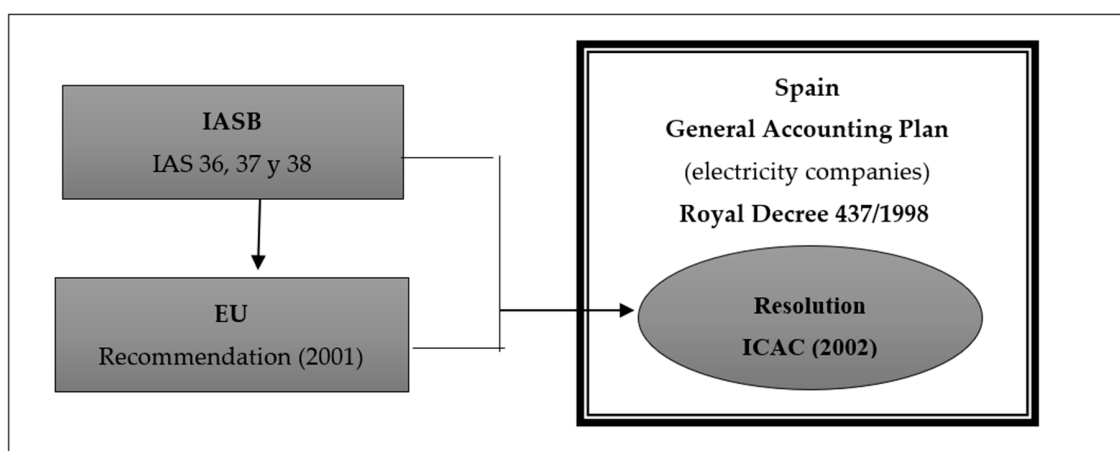 IASB
IAS 36, 37 y 38
EU
Recommendation (2001)
Spain
General Accounting Plan
(electricity companies)
Royal Decree 437/1998
Resolution
ICAC (2002)